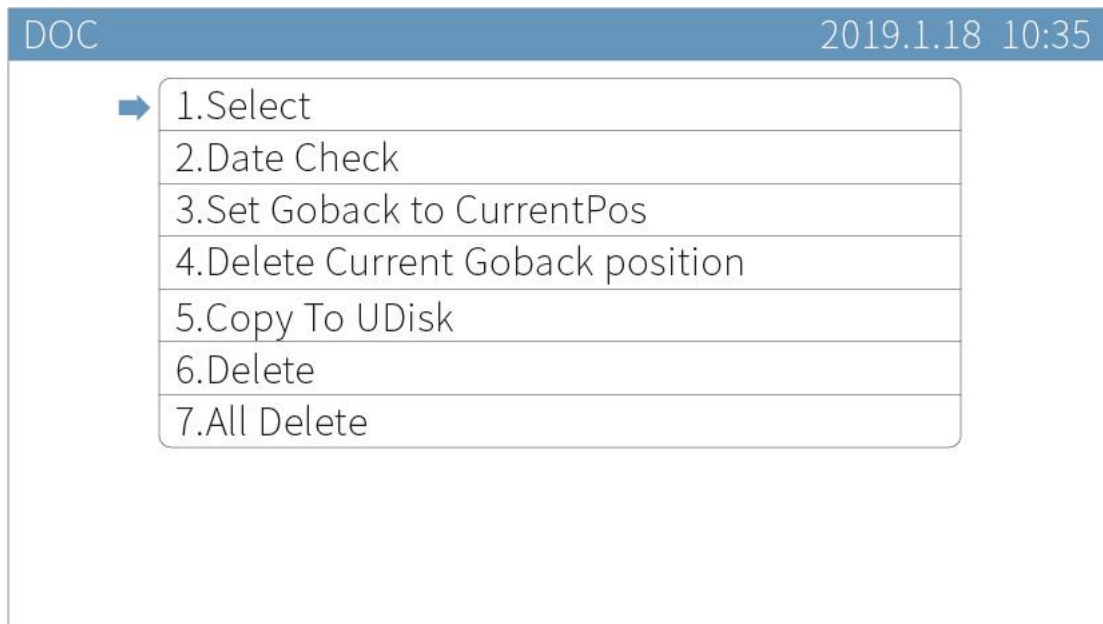 DOC 2019.1.18 10:35
1.Select
2.Date Check
3.Set Goback to CurrentPos
4.Delete Current Goback position
5.Copy To UDisk
6.Delete
7.All Delete